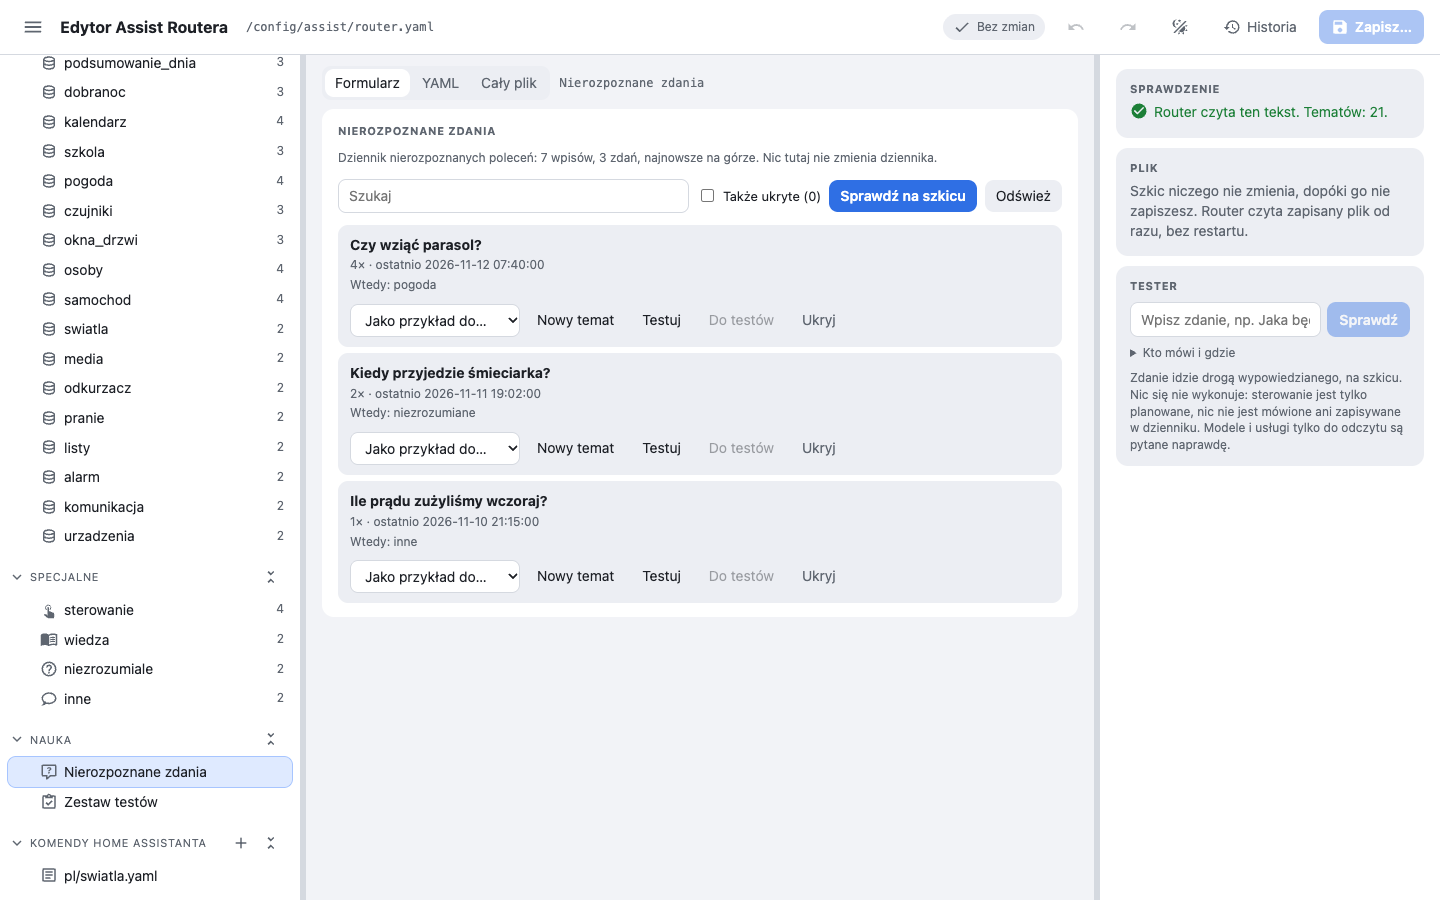 Edytor Assist Routera
/config/assist/router.yaml
Bez zmian
Historia
Zapisz...
podsumowanie_dnia 3
dobranoc 3
kalendarz 4
szkola 3
pogoda 4
czujniki 3
okna_drzwi 3
osoby 4
samochod 4
swiatla 2
media 2
odkurzacz 2
pranie 2
listy 2
alarm 2
komunikacja 2
urzadzenia 2
SPECJALNE
sterowanie 4
wiedza 2
niezrozumiale 2
inne 2
NAUKA
Nierozpoznane zdania
Zestaw testów
KOMENDY HOME ASSISTANTA
pl/swiatla.yaml
Formularz YAML Cały plik Nierozpoznane zdania
NIEROZPOZNANE ZDANIA
Dziennik nierozpoznanych poleceń: 7 wpisów, 3 zdań, najnowsze na górze. Nic tutaj nie zmienia dziennika.
Szukaj Także ukryte (0) Sprawdź na szkicu Odśwież
Czy wziąć parasol?
4× · ostatnio 2026-11-12 07:40:00
Wtedy: pogoda
Jako przykład do... Nowy temat Testuj Do testów Ukryj
Kiedy przyjedzie śmieciarka?
2× · ostatnio 2026-11-11 19:02:00
Wtedy: niezrozumiane
Jako przykład do... Nowy temat Testuj Do testów Ukryj
Ile prądu zużyliśmy wczoraj?
1× · ostatnio 2026-11-10 21:15:00
Wtedy: inne
Jako przykład do... Nowy temat Testuj Do testów Ukryj
SPRAWDZENIE
Router czyta ten tekst. Tematów: 21.
PLIK
Szkic niczego nie zmienia, dopóki go nie
zapiszesz. Router czyta zapisany plik od
razu, bez restartu.
TESTER
Wpisz zdanie, np. Jaka bę Sprawdź
Kto mówi i gdzie
Zdanie idzie drogą wypowiedzianego, na szkicu.
Nic się nie wykonuje: sterowanie jest tylko
planowane, nic nie jest mówione ani zapisywane
w dzienniku. Modele i usługi tylko do odczytu są
pytane naprawdę.